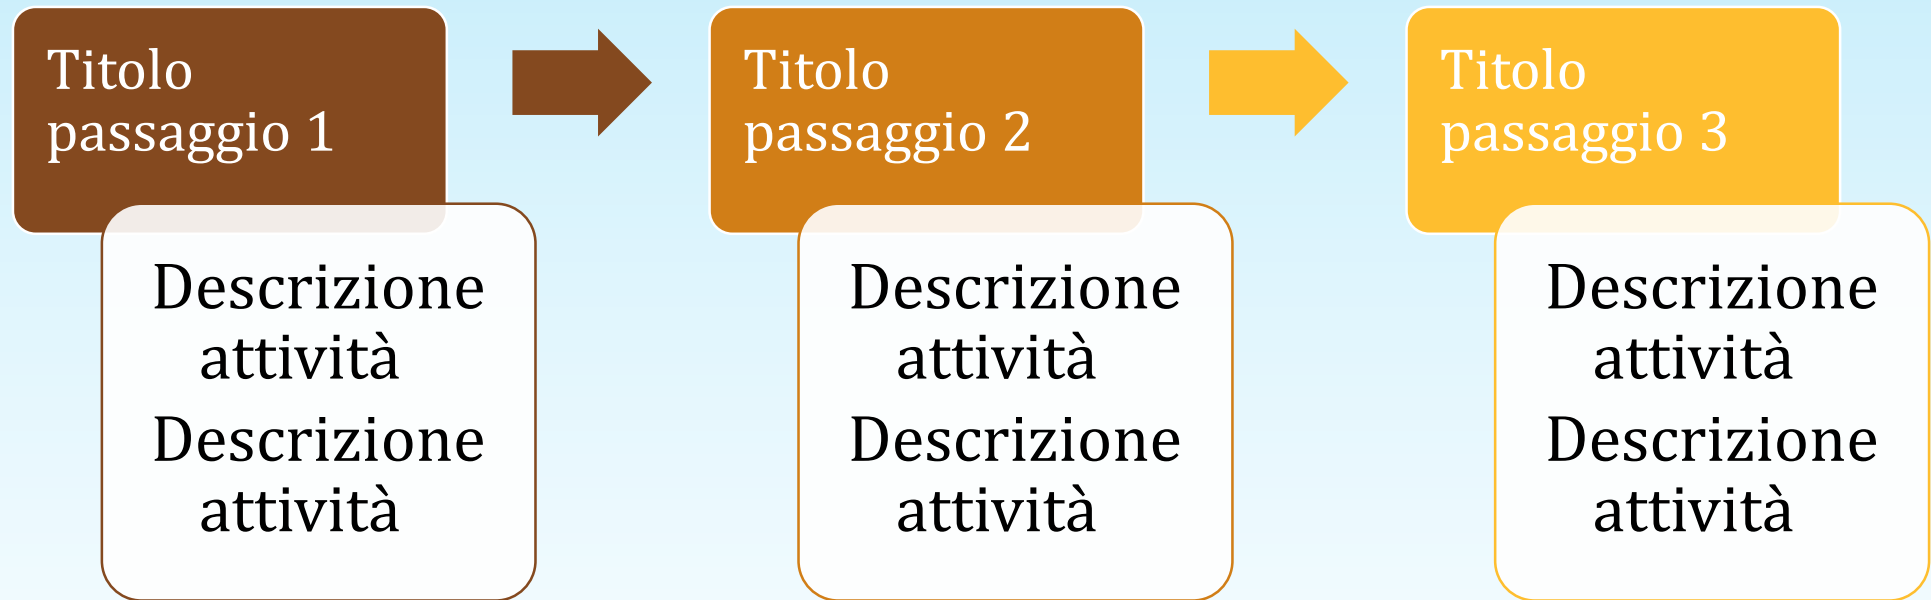 Titolo
passaggio 1
Descrizione
attività
Descrizione
attività
Titolo
passaggio 2
Descrizione
attività
Descrizione
attività
Titolo
passaggio 3
Descrizione
attività
Descrizione
attività